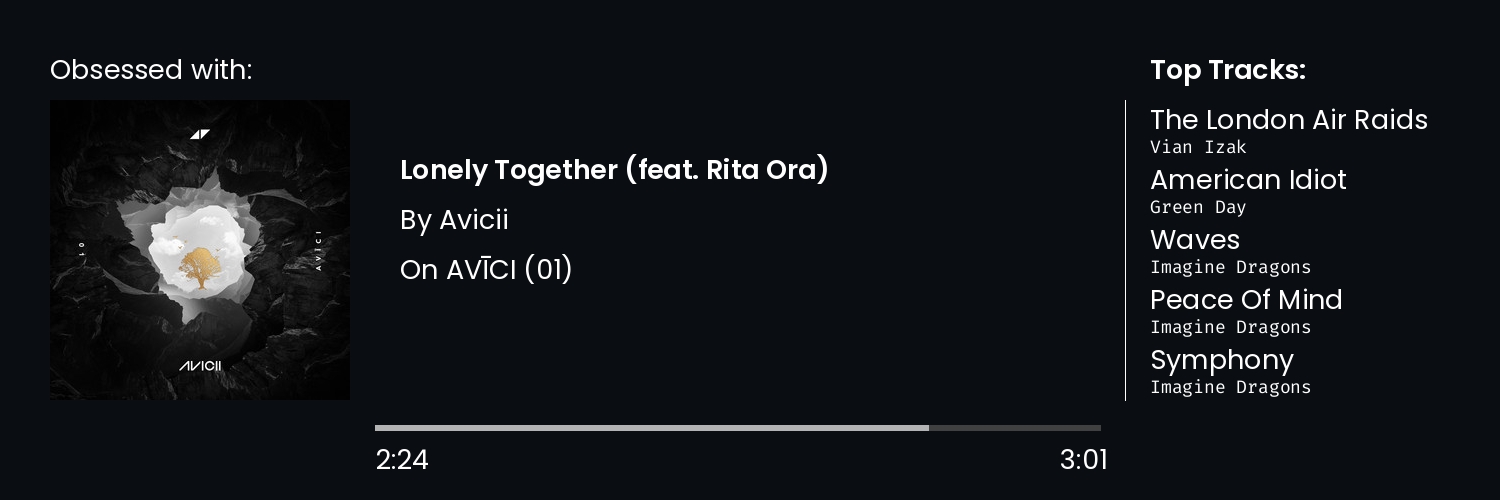 Obsessed with:
01
AVĪCI
AVICII
Lonely Together (feat. Rita Ora)
By Avicii
On AVĪCI (01)
2:24
3:01
Top Tracks:
The London Air Raids
Vian Izak
American Idiot
Green Day
Waves
Imagine Dragons
Peace Of Mind
Imagine Dragons
Symphony
Imagine Dragons